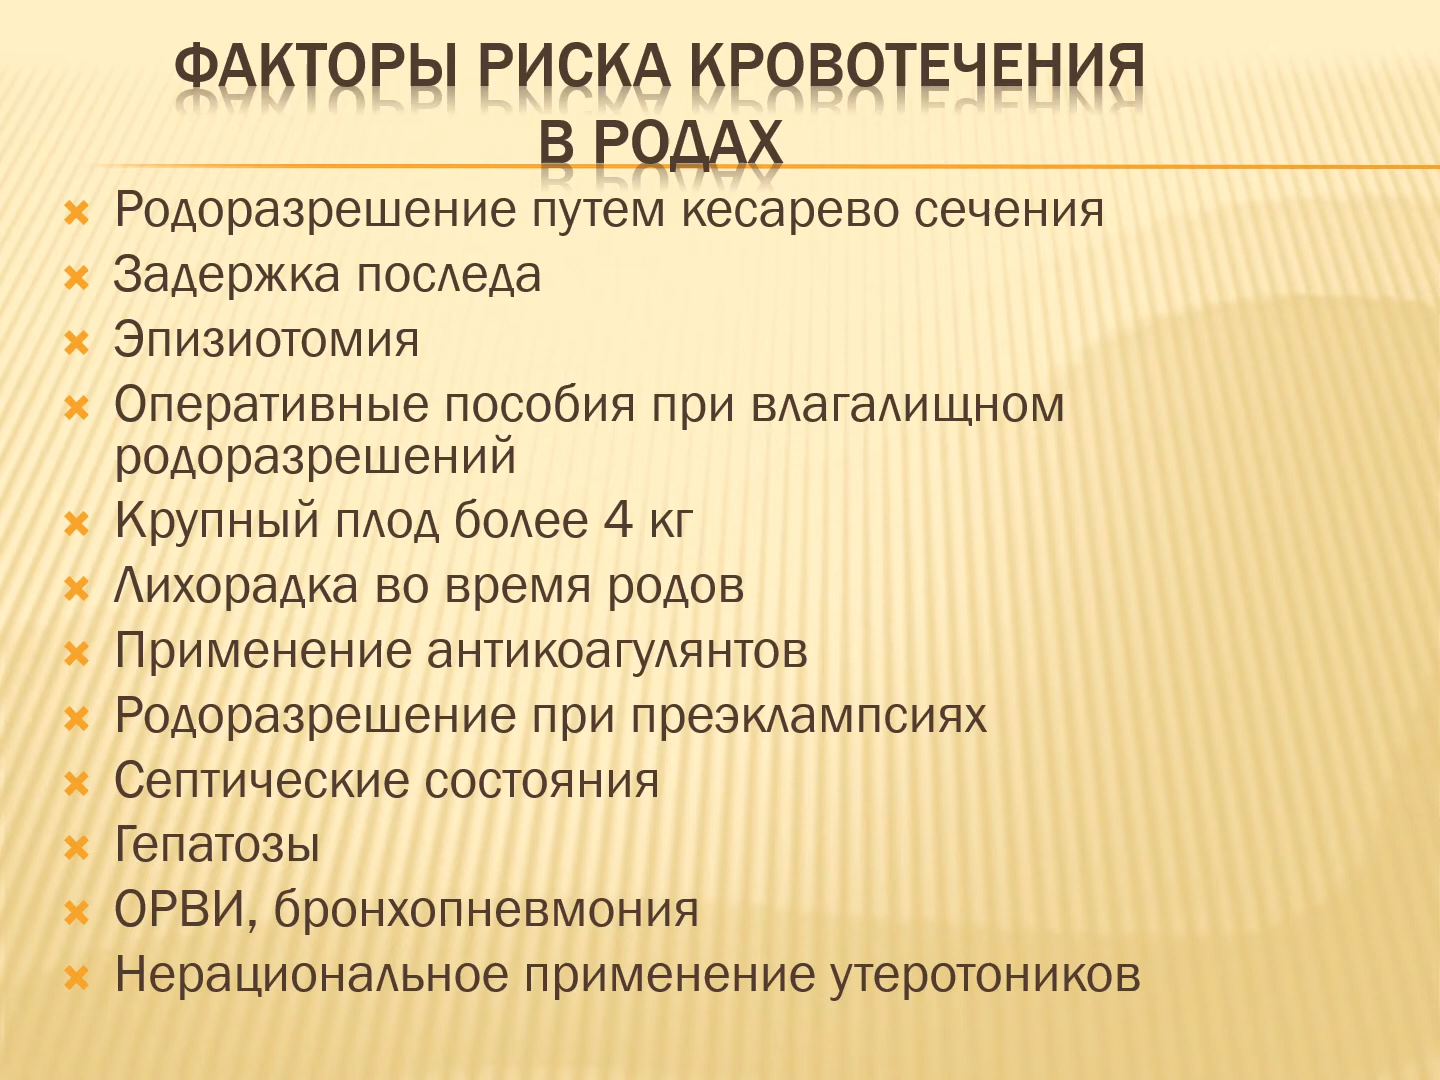 ФАКТОРЫ РИСКА КРОВОТЕЧЕНИЯ
В РОДАХ
Родоразрешение путем кесарево сечения
Задержка последа
Эпизиотомия
Оперативные пособия при влагалищном
родоразрешений
Крупный плод более 4 кг
Лихорадка во время родов
Применение антикоагулянтов
Родоразрешение при преэклампсиях
Септические состояния
Гепатозы
ОРВИ, бронхопневмония
Нерациональное применение утеротоников